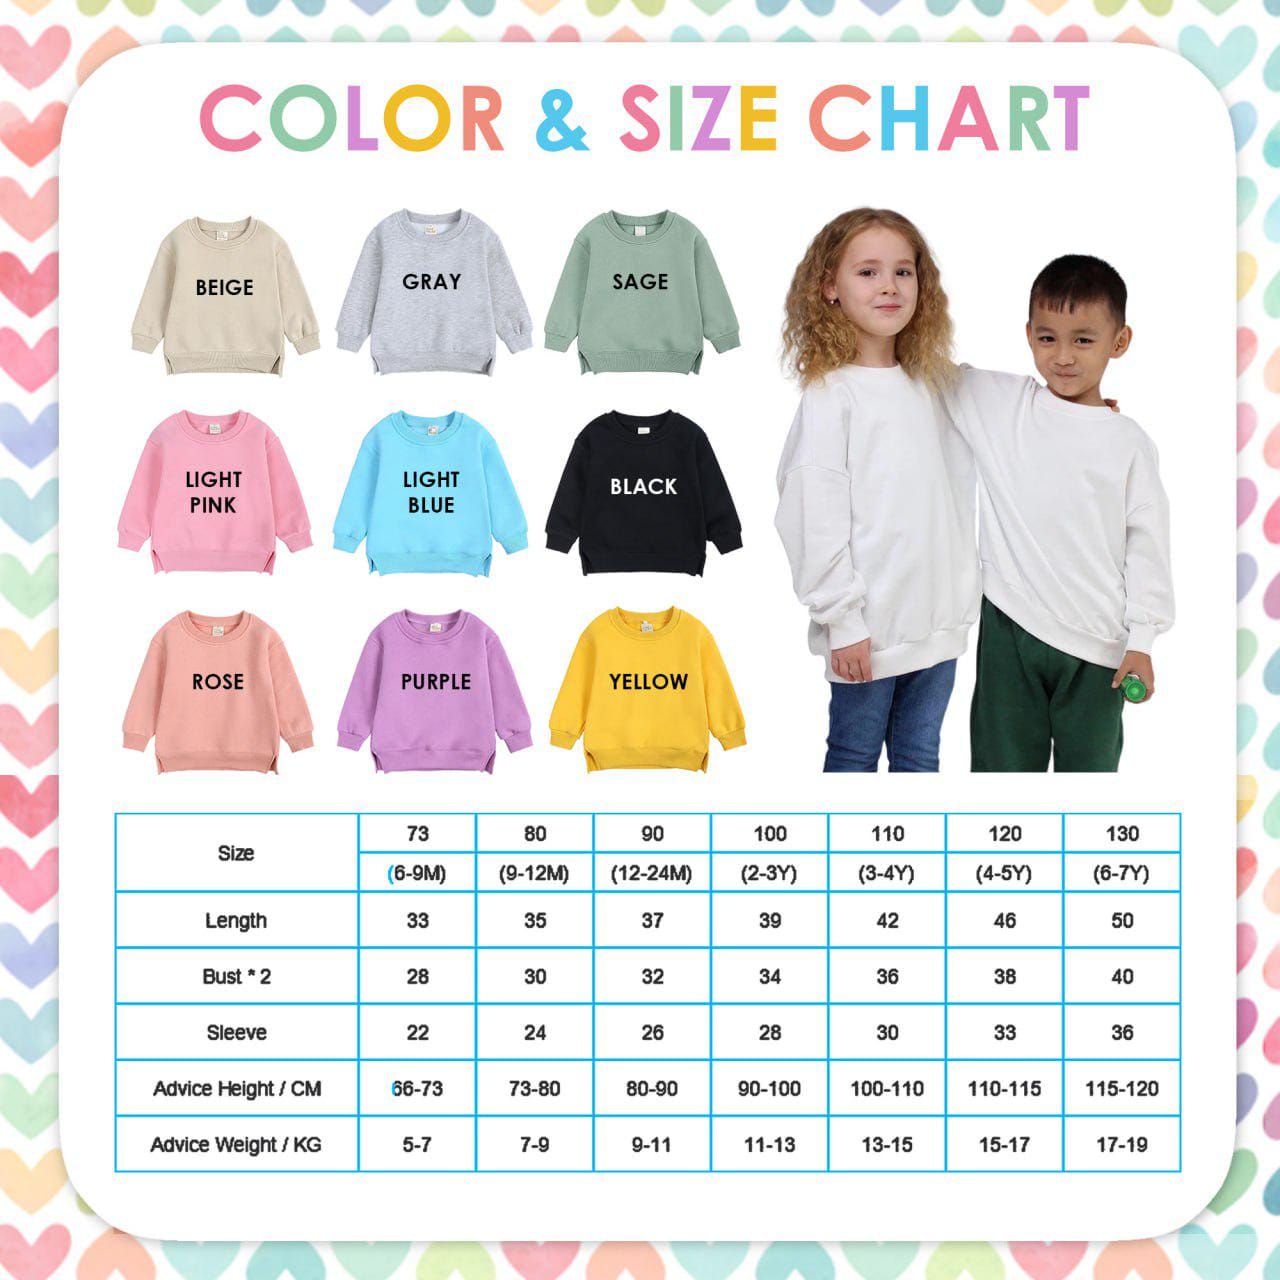 COLOR & SIZE CHART
BEIGE
GRAY
SAGE
LIGHT
PINK
LIGHT
BLUE
BLACK
ROSE
PURPLE
YELLOW
Size 73 80 90 100 110 120 130
(6-9M) (9-12M) (12-24M) (2-3Y) (3-4Y) (4-5Y) (6-7Y)
Length 33 35 37 39 42 46 50
Bust * 2 28 30 32 34 36 38 40
Sleeve 22 24 26 28 30 33 36
Advice Height / CM 66-73 73-80 80-90 90-100 100-110 110-115 115-120
Advice Weight / KG 5-7 7-9 9-11 11-13 13-15 15-17 17-19